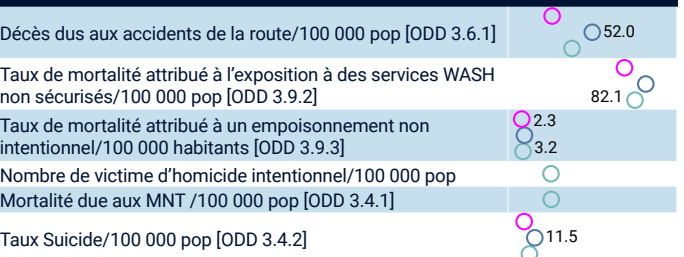 Décès dus aux accidents de la route/100 000 pop [ODD 3.6.1]
52.0
Taux de mortalité attribué à l’exposition à des services WASH
non sécurisés/100 000 pop [ODD 3.9.2]
82.1
Taux de mortalité attribué à un empoisonnement non
intentionnel/100 000 habitants [ODD 3.9.3]
2.3
3.2
Nombre de victime d’homicide intentionnel/100 000 pop
Mortalité due aux MNT /100 000 pop [ODD 3.4.1]
Taux Suicide/100 000 pop [ODD 3.4.2]
11.5